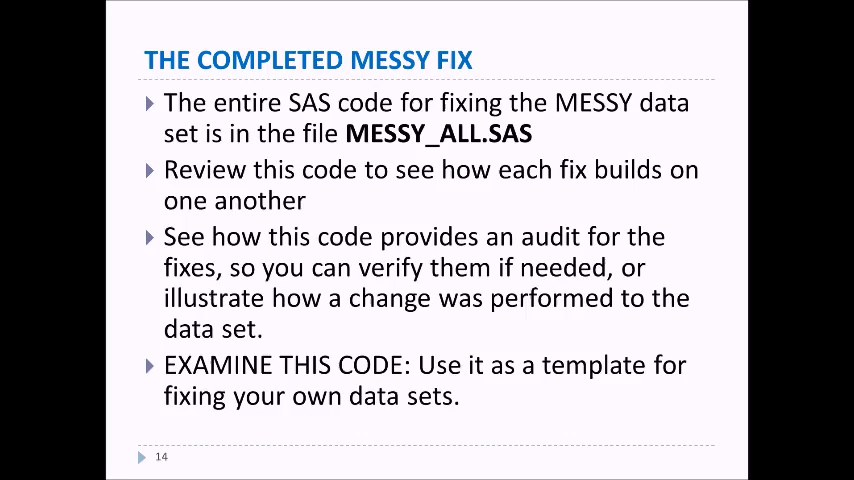 THE COMPLETED MESSY FIX
The entire SAS code for fixing the MESSY data
set is in the file MESSY_ALL.SAS
Review this code to see how each fix builds on
one another
See how this code provides an audit for the
fixes, so you can verify them if needed, or
illustrate how a change was performed to the
data set.
EXAMINE THIS CODE: Use it as a template for
fixing your own data sets.
14